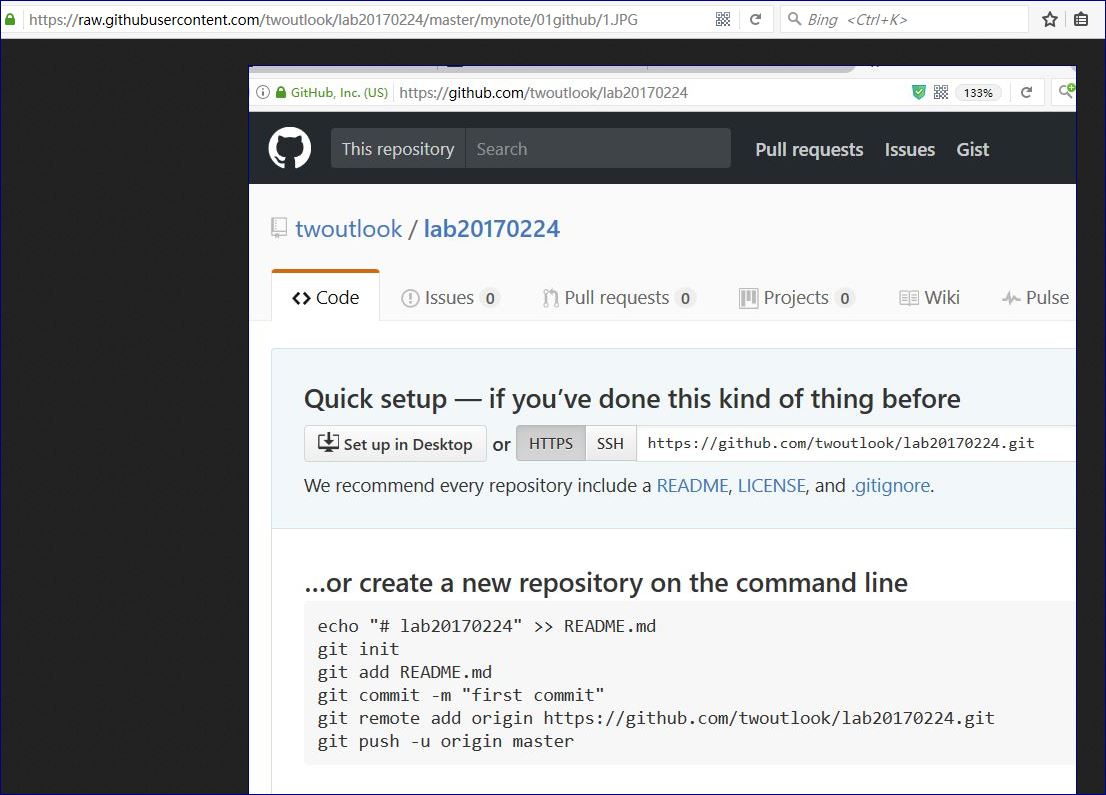 https://raw.githubusercontent.com/twoutlook/lab20170224/master/mynote/01github/1.JPG Bing <Ctrl+K>
GitHub, Inc. (US) https://github.com/twoutlook/lab20170224 133%
This repository Search Pull requests Issues Gist
twoutlook / lab20170224
Code Issues 0 Pull requests 0 Projects 0 Wiki Pulse
Quick setup — if you’ve done this kind of thing before
Set up in Desktop or HTTPS SSH https://github.com/twoutlook/lab20170224.git
We recommend every repository include a README, LICENSE, and .gitignore.
…or create a new repository on the command line
echo "# lab20170224" >> README.md
git init
git add README.md
git commit -m "first commit"
git remote add origin https://github.com/twoutlook/lab20170224.git
git push -u origin master